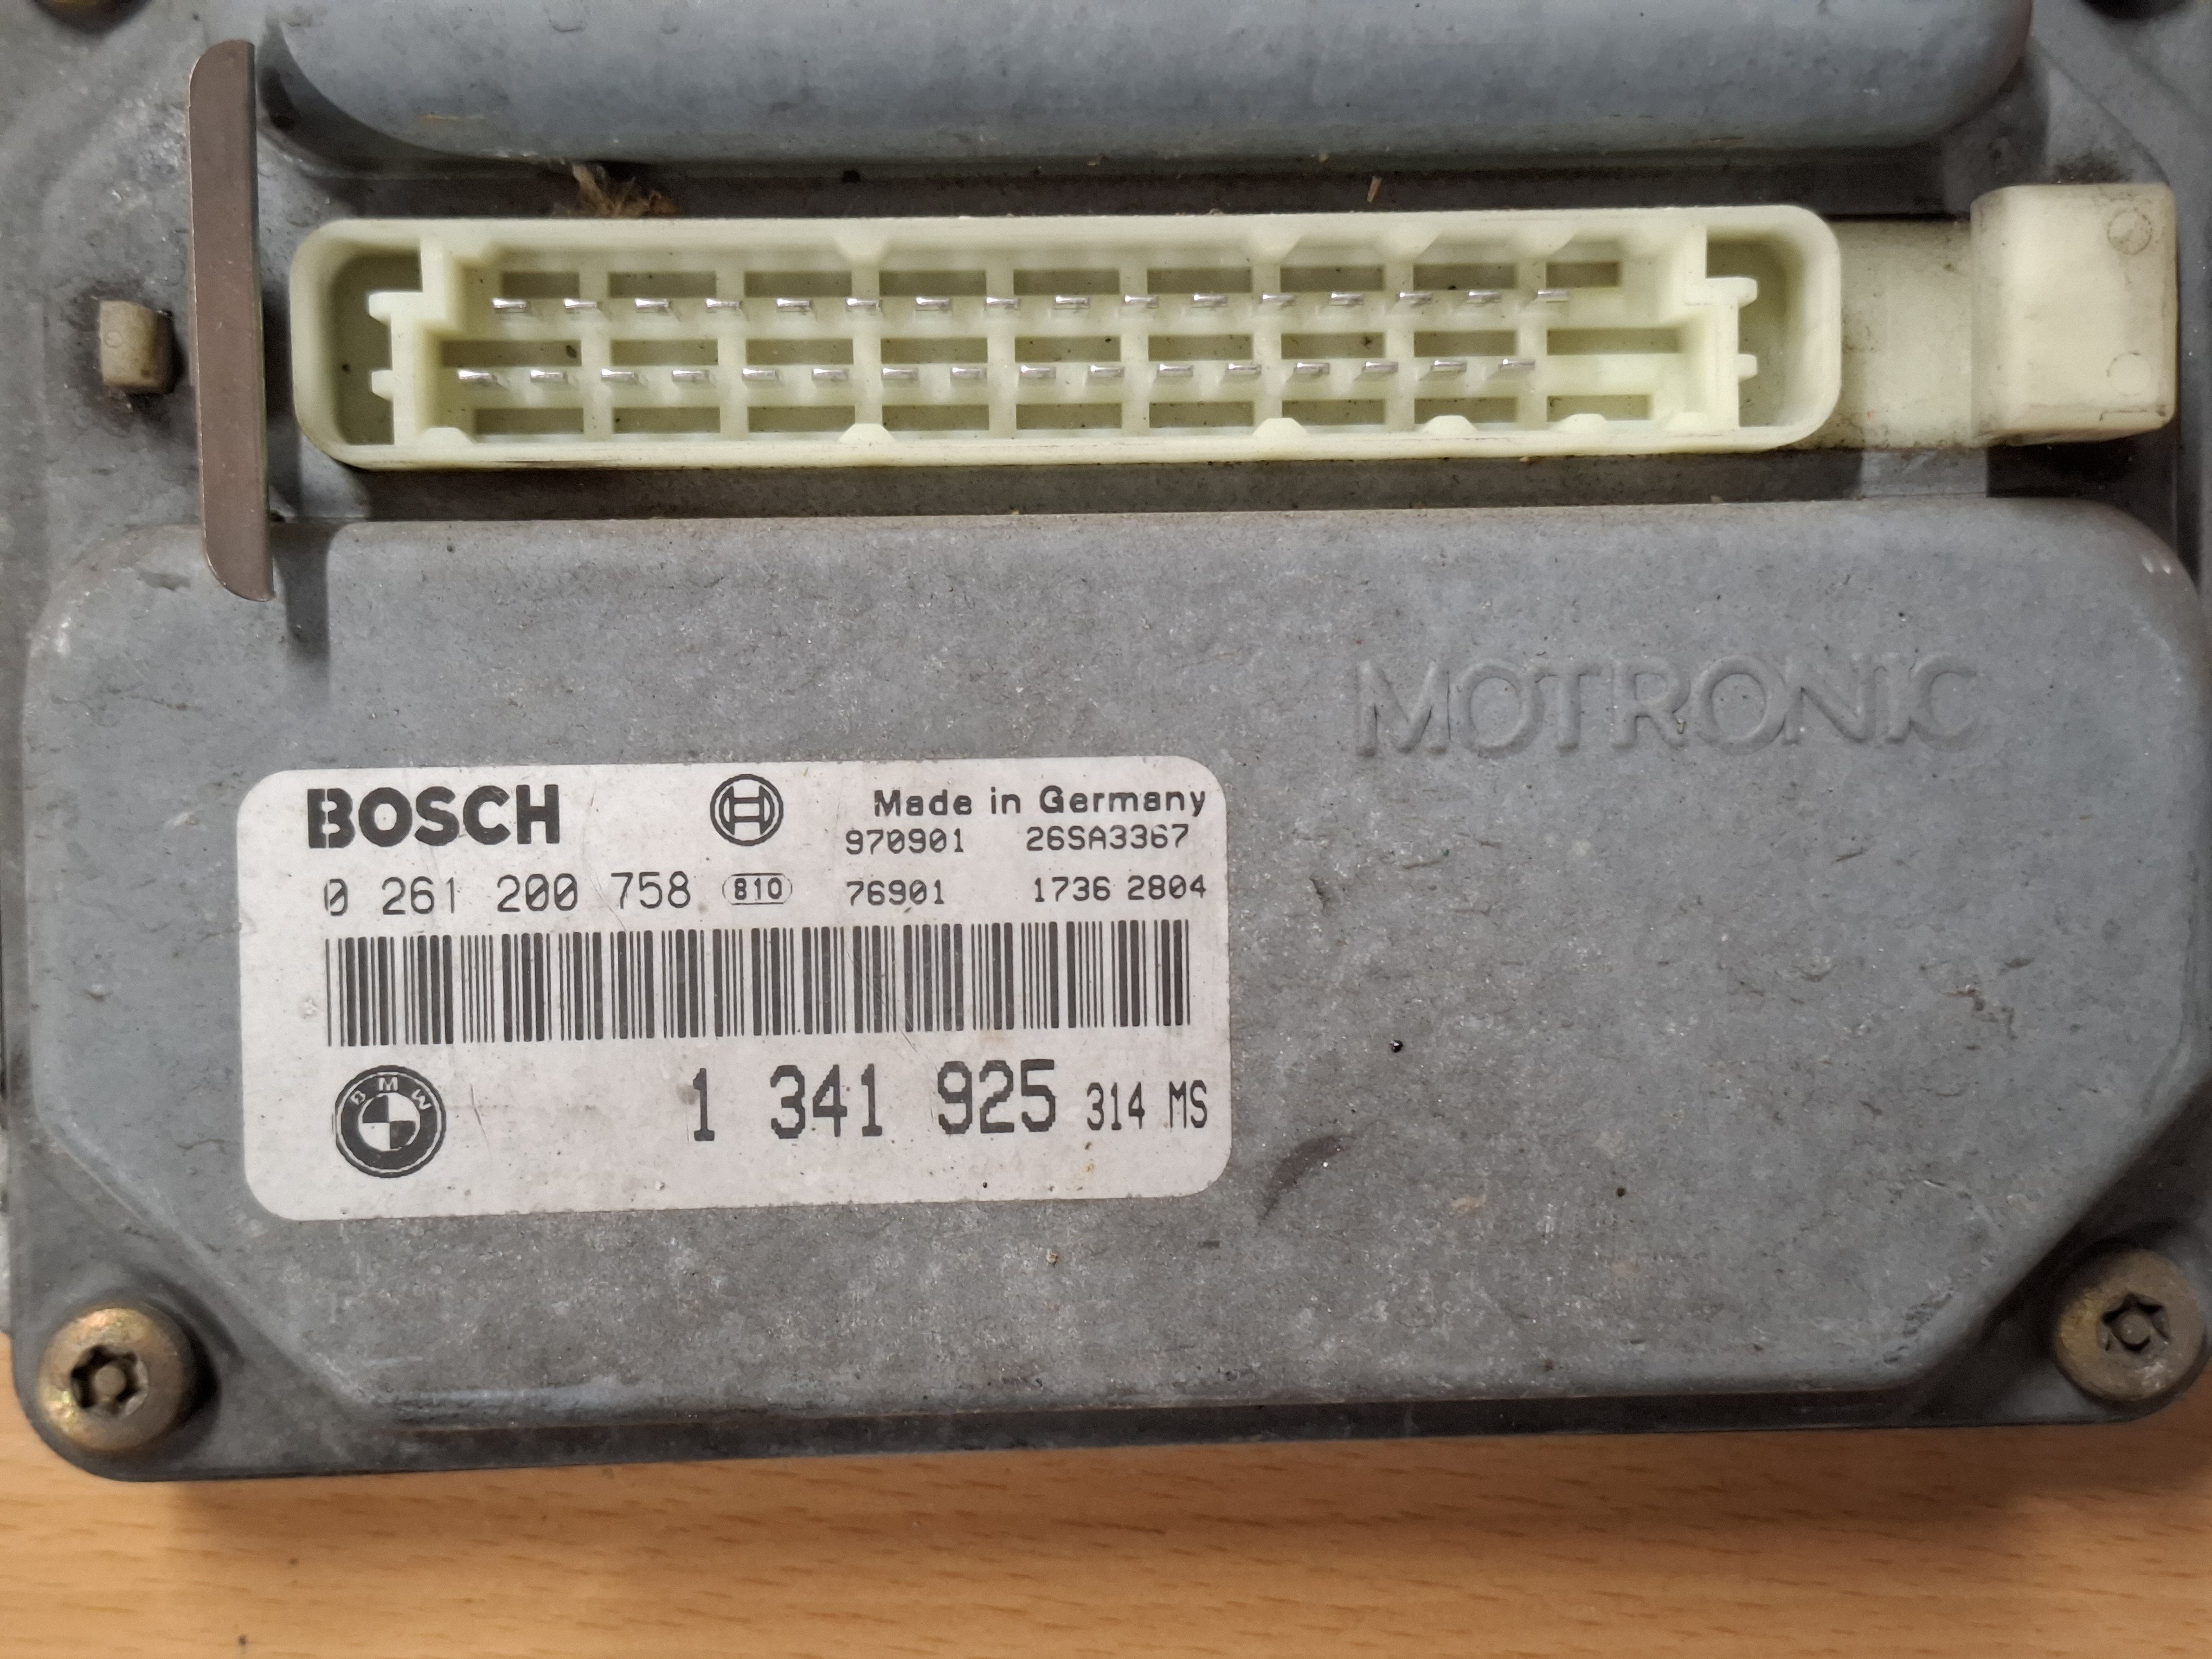 MOTRONIC
BOSCH Made in Germany
970901 26SA3367
0 261 200 758 810 76901 1736 2804
BMW
1 341 925 314 MS